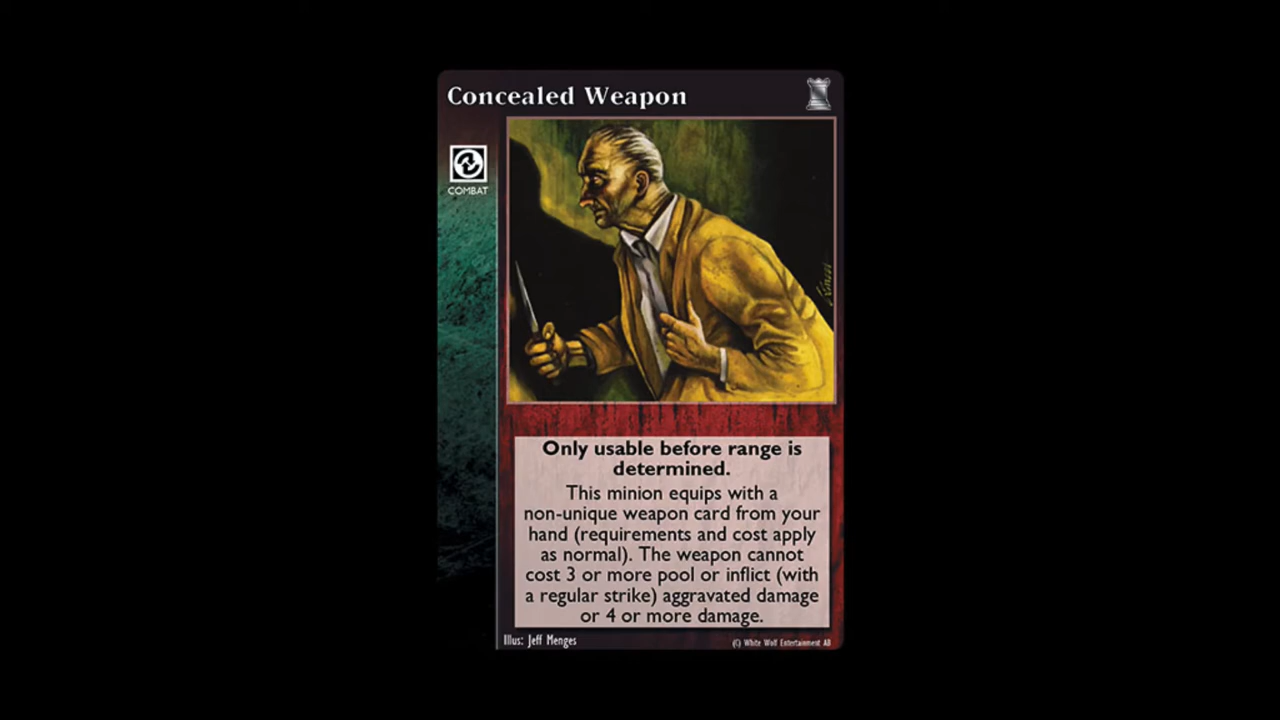 Concealed Weapon
COMBAT
Only usable before range is
determined.
This minion equips with a
non-unique weapon card from your
hand (requirements and cost apply
as normal). The weapon cannot
cost 3 or more pool or inflict (with
a regular strike) aggravated damage
or 4 or more damage.
Illus: Jeff Menges
(C) White Wolf Entertainment AB